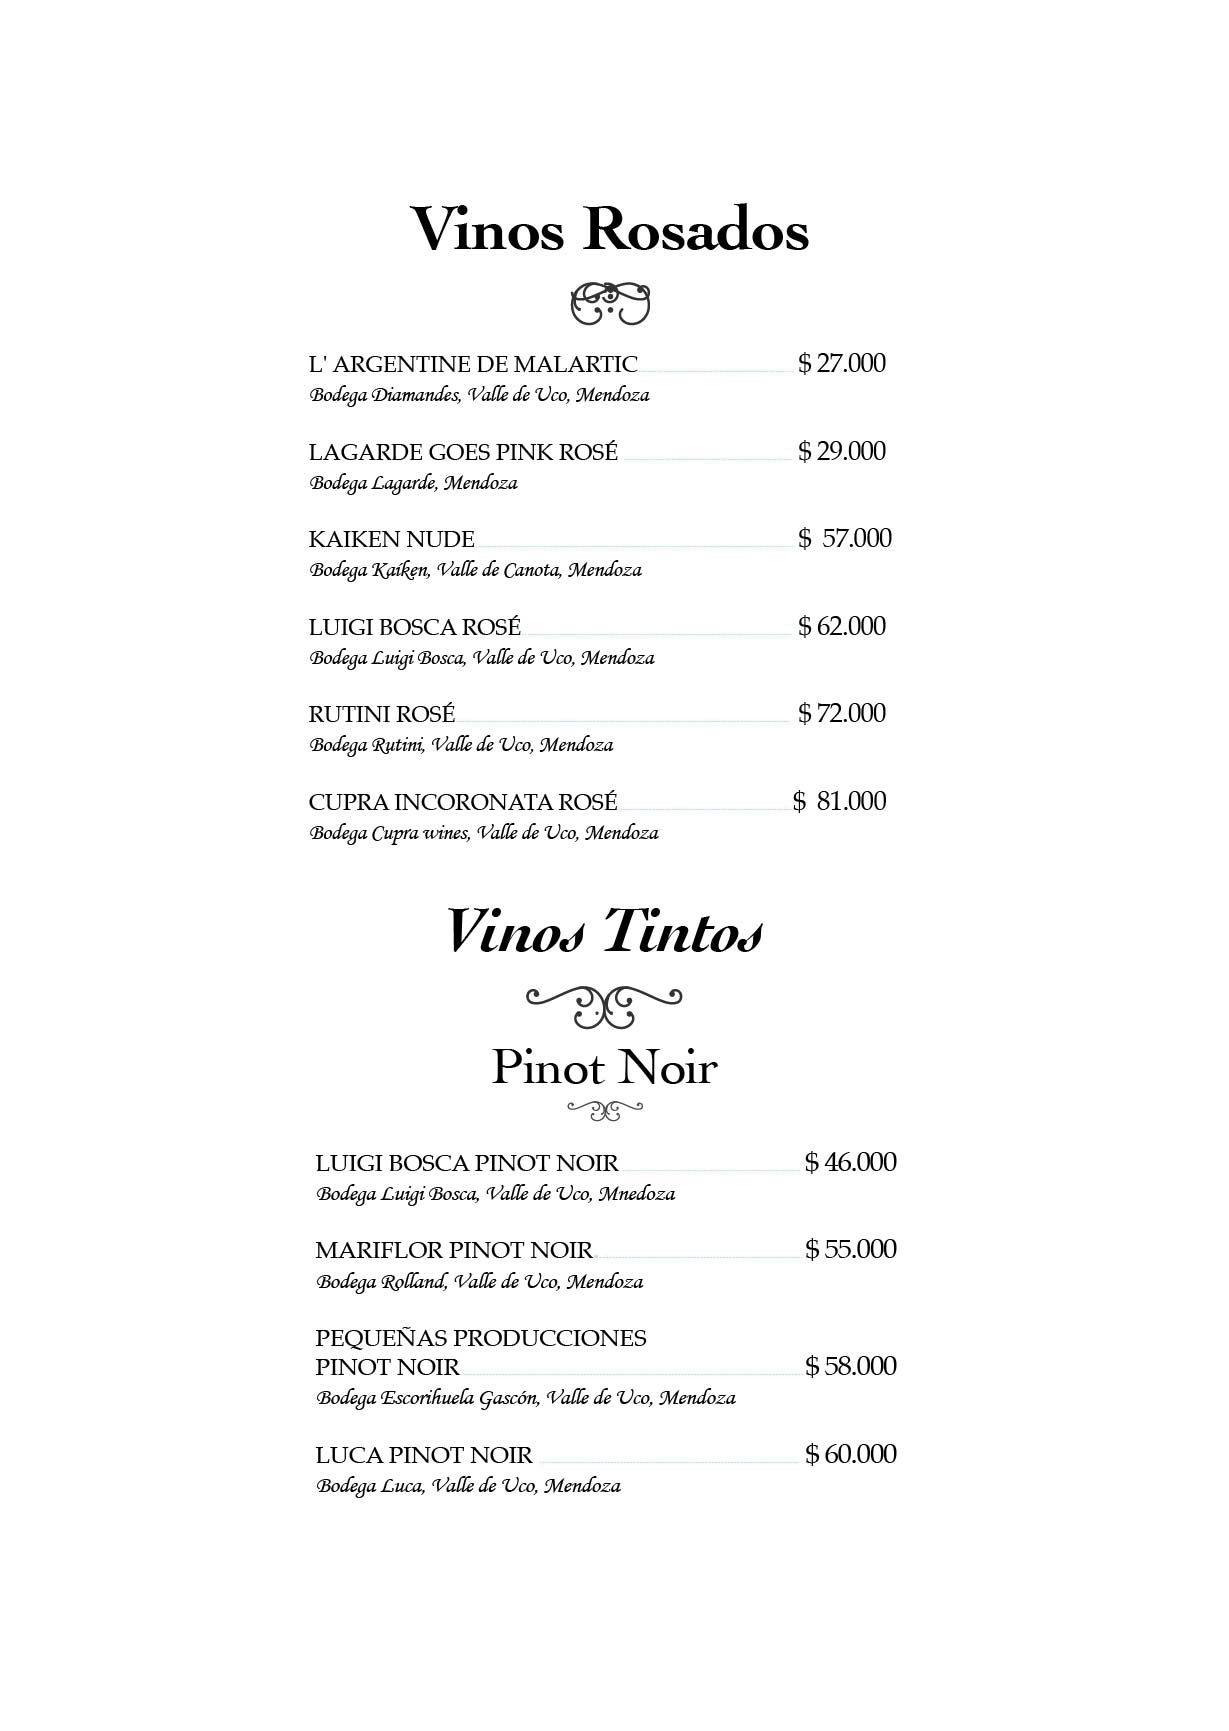 Vinos Rosados
L' ARGENTINE DE MALARTIC $ 27.000
Bodega Diamandes, Valle de Uco, Mendoza
LAGARDE GOES PINK ROSÉ $ 29.000
Bodega Lagarde, Mendoza
KAIKEN NUDE $ 57.000
Bodega Kaiken, Valle de Canota, Mendoza
LUIGI BOSCA ROSÉ $ 62.000
Bodega Luigi Bosca, Valle de Uco, Mendoza
RUTINI ROSÉ $ 72.000
Bodega Rutini, Valle de Uco, Mendoza
CUPRA INCORONATA ROSÉ $ 81.000
Bodega Cupra wines, Valle de Uco, Mendoza
Vinos Tintos
Pinot Noir
LUIGI BOSCA PINOT NOIR $ 46.000
Bodega Luigi Bosca, Valle de Uco, Mnedoza
MARIFLOR PINOT NOIR $ 55.000
Bodega Rolland, Valle de Uco, Mendoza
PEQUEÑAS PRODUCCIONES
PINOT NOIR $ 58.000
Bodega Escorihuela Gascón, Valle de Uco, Mendoza
LUCA PINOT NOIR $ 60.000
Bodega Luca, Valle de Uco, Mendoza